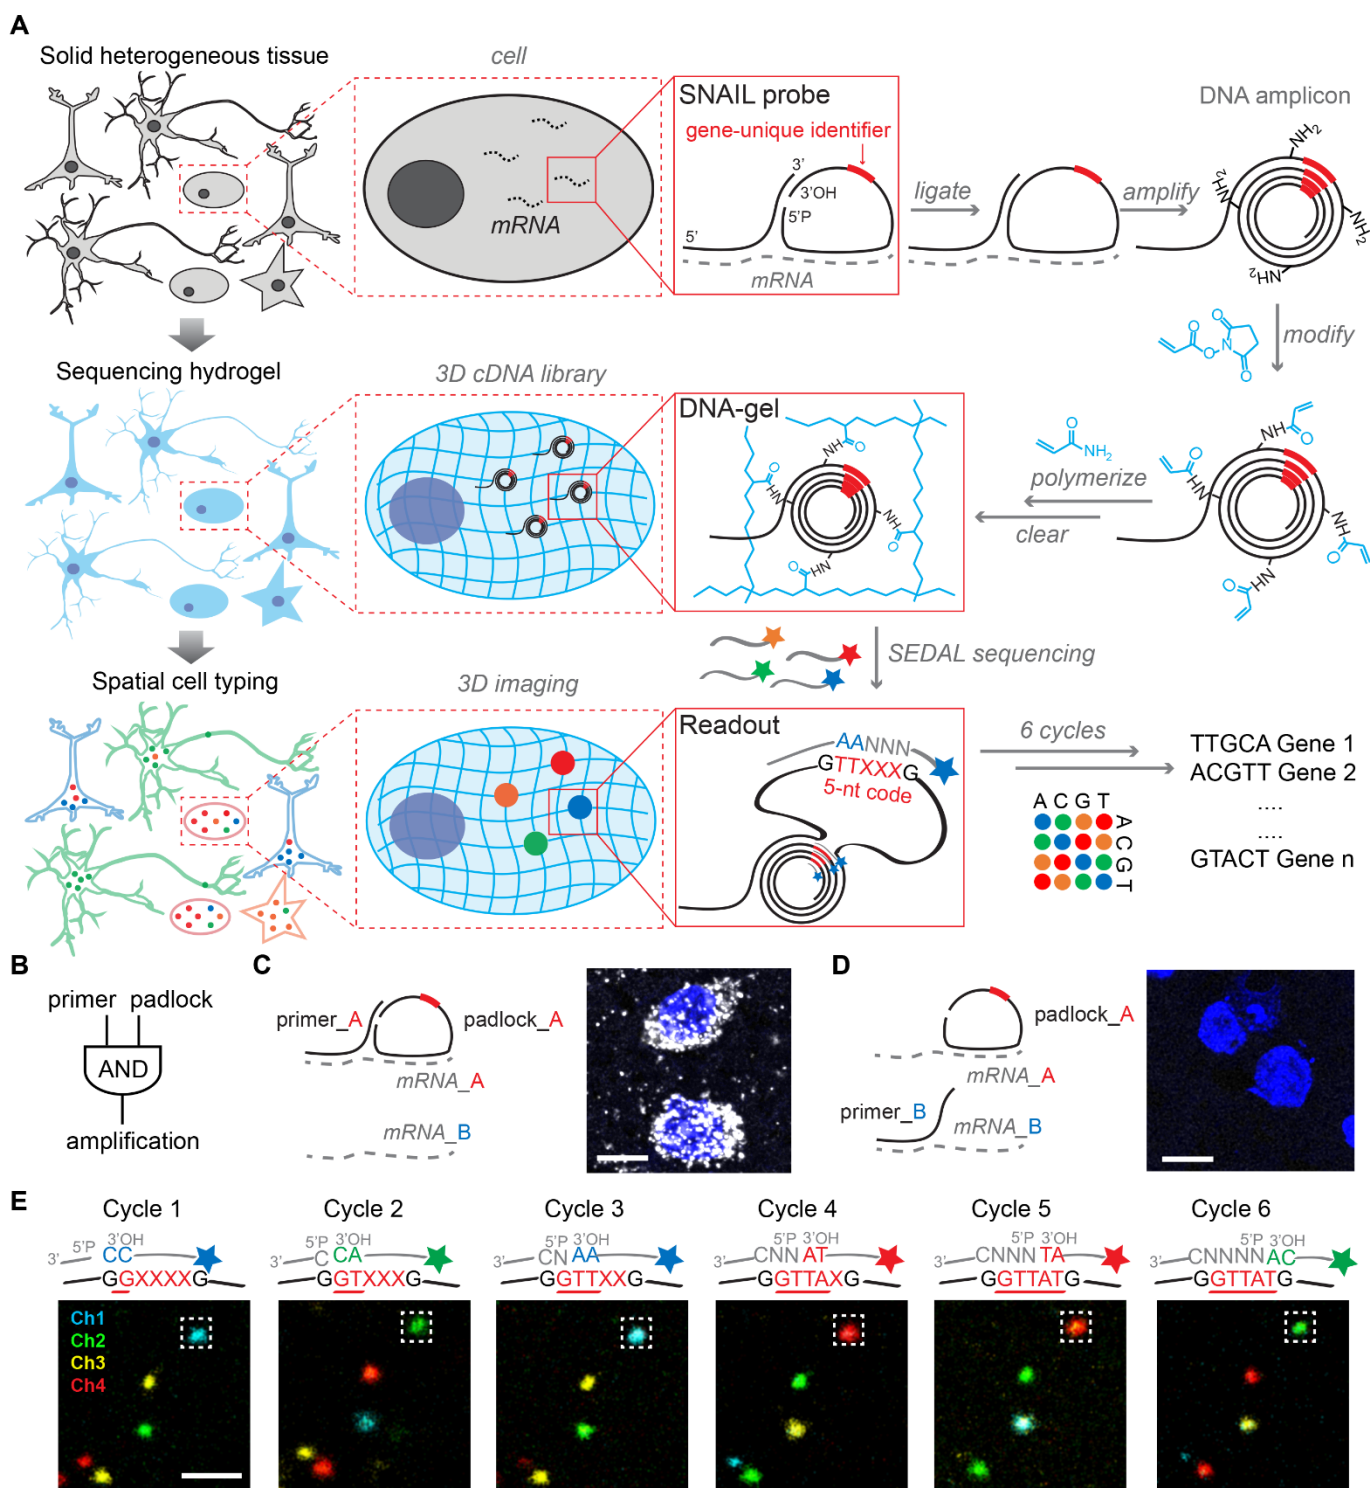 A
Solid heterogeneous tissue
cell
mRNA
SNAIL probe
gene-unique identifier
3'
3'OH
5'P
5'
mRNA
ligate
amplify
DNA amplicon
NH2
NH2
NH2
NH2
NH2
modify
O
O
O
N
O
Sequencing hydrogel
3D cDNA library
DNA-gel
NH
O
O
HN
NH
O
O
HN
O
NH2
polymerize
clear
O
NH
O
HN
NH
O
HN
O
SEDAL sequencing
Spatial cell typing
3D imaging
Readout
AANNN
GTTXXXG
5-nt code
6 cycles
A C G T
A
C
G
T
TTGCA Gene 1
ACGTT Gene 2
....
....
GTACT Gene n
B
primer padlock
AND
amplification
C
primer_A
padlock_A
mRNA_A
mRNA_B
D
padlock_A
mRNA_A
primer_B
mRNA_B
E
Cycle 1
3' 5'P CC 3'OH
GGXXXXG
Ch1
Ch2
Ch3
Ch4
Cycle 2
3' 5'P 3'OH
C CA
GGTXXXG
Cycle 3
3' 5'P 3'OH
CN AA
GGTTXXG
Cycle 4
3' 5'P 3'OH
CNN AT
GGTTAXG
Cycle 5
3' 5'P 3'OH
CNNN TA
GGTTATG
Cycle 6
3' 5'P 3'OH
CNNNN AC
GGTTATG